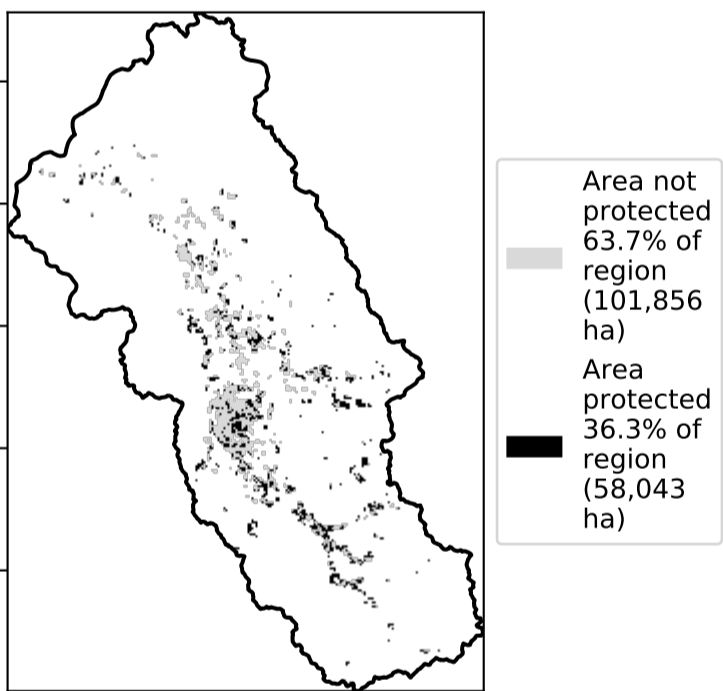 Area not
protected
63.7% of
region
(101,856
ha)
Area
protected
36.3% of
region
(58,043
ha)